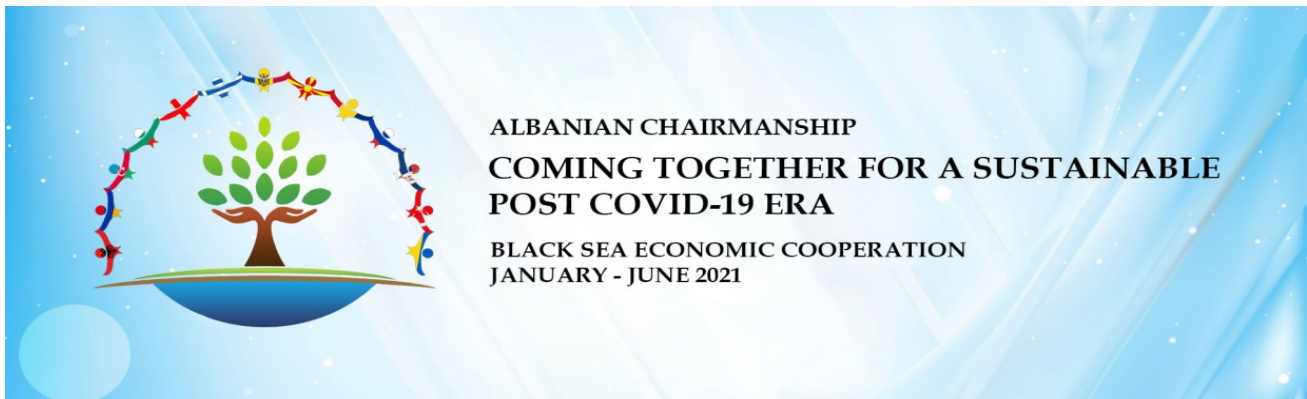 ALBANIAN CHAIRMANSHIP
COMING TOGETHER FOR A SUSTAINABLE
POST COVID-19 ERA
BLACK SEA ECONOMIC COOPERATION
JANUARY - JUNE 2021